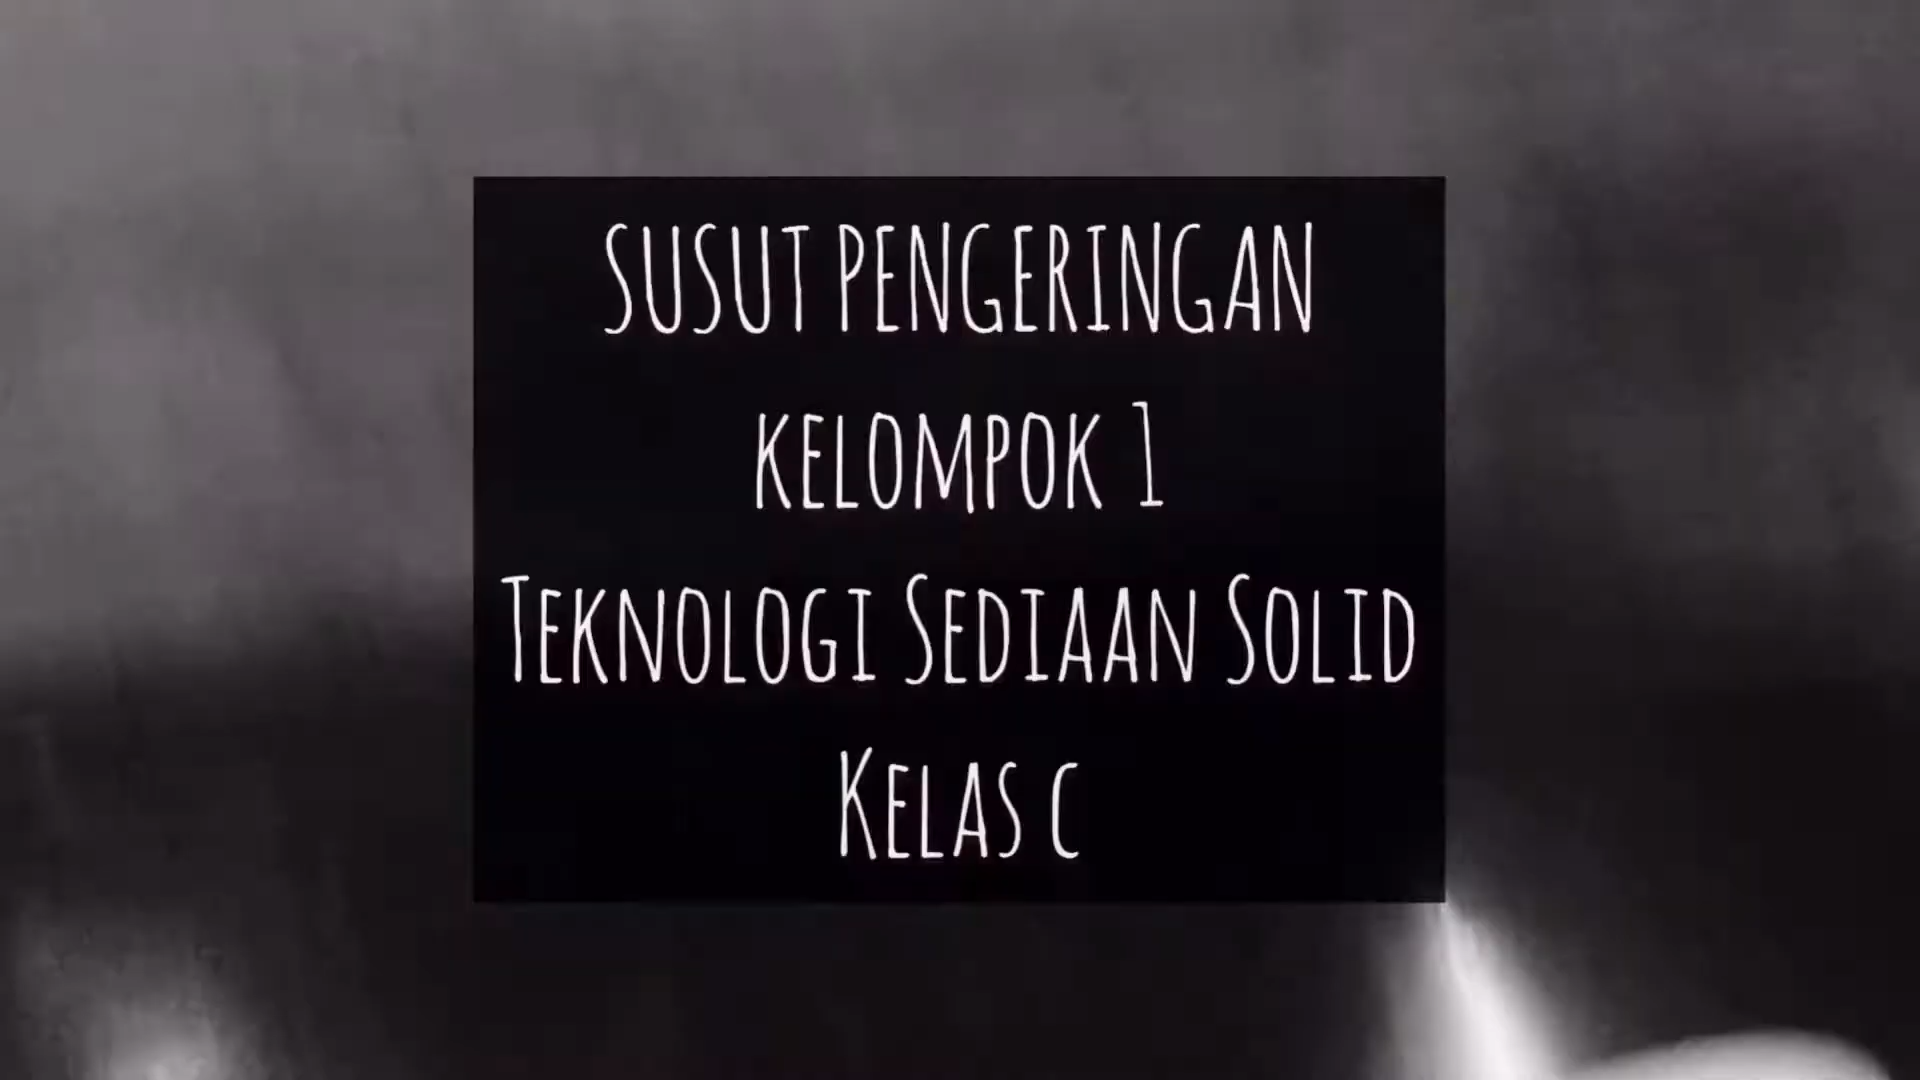 SUSUT PENGERINGAN
KELOMPOK 1
TEKNOLOGI SEDIAAN SOLID
KELAS C